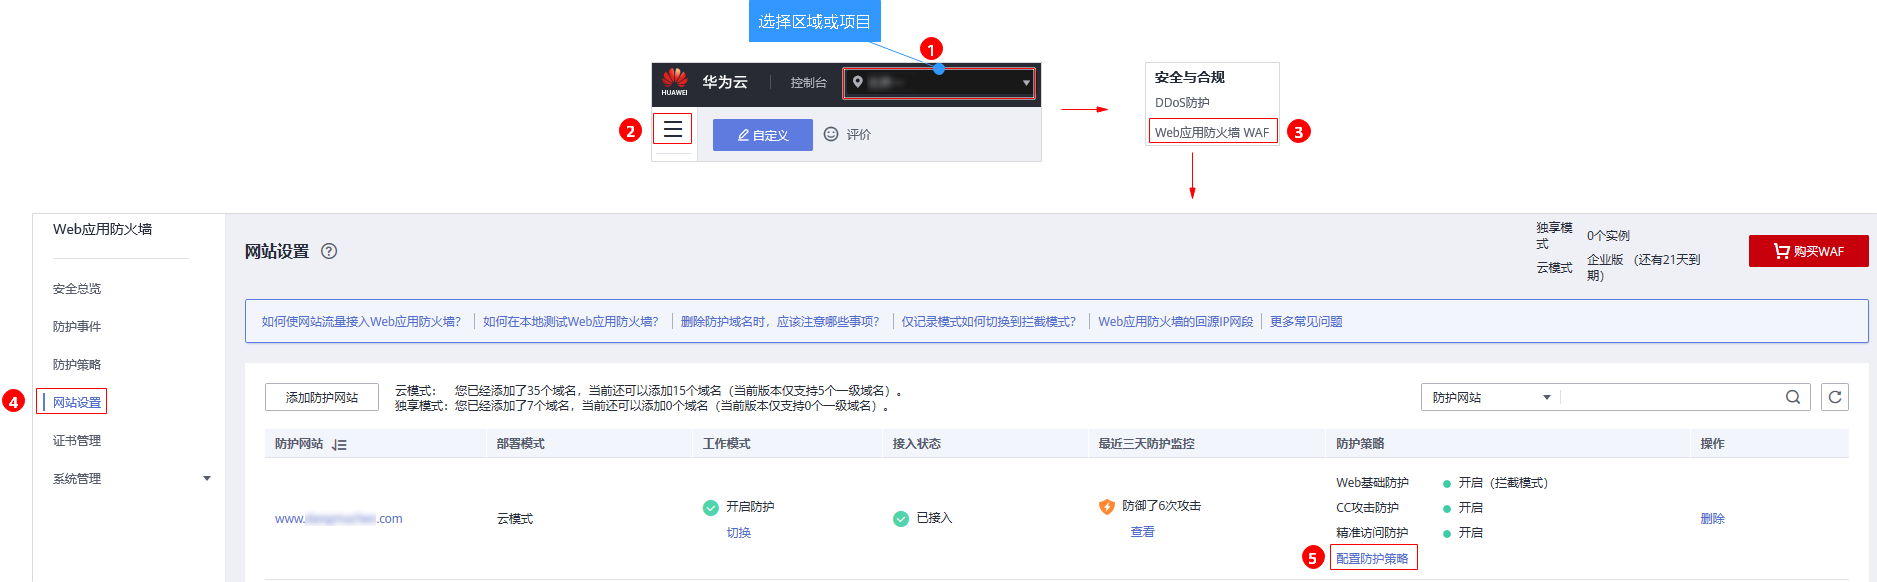 选择区域或项目
1
HUAWEI
华为云
控制台
2
自定义
评价
安全与合规
DDoS防护
Web应用防火墙 WAF
3
Web应用防火墙
安全总览
防护事件
防护策略
4
网站设置
证书管理
系统管理
网站设置
独享模式
0个实例
云模式
企业版 （还有21天到期）
购买WAF
如何使网站流量接入Web应用防火墙？
如何在本地测试Web应用防火墙？
删除防护域名时，应该注意哪些事项？
仅记录模式如何切换到拦截模式？
Web应用防火墙的回源IP网段
更多常见问题
添加防护网站
云模式： 您已经添加了35个域名，当前还可以添加15个域名（当前版本仅支持5个一级域名）。
独享模式：您已经添加了7个域名，当前还可以添加0个域名（当前版本仅支持0个一级域名）。
防护网站
防护网站 部署模式 工作模式 接入状态 最近三天防护监控 防护策略 操作
www. .com
云模式
开启防护
切换
已接入
防御了6次攻击
查看
Web基础防护 开启（拦截模式）
CC攻击防护 开启
精准访问防护 开启
5
配置防护策略
删除